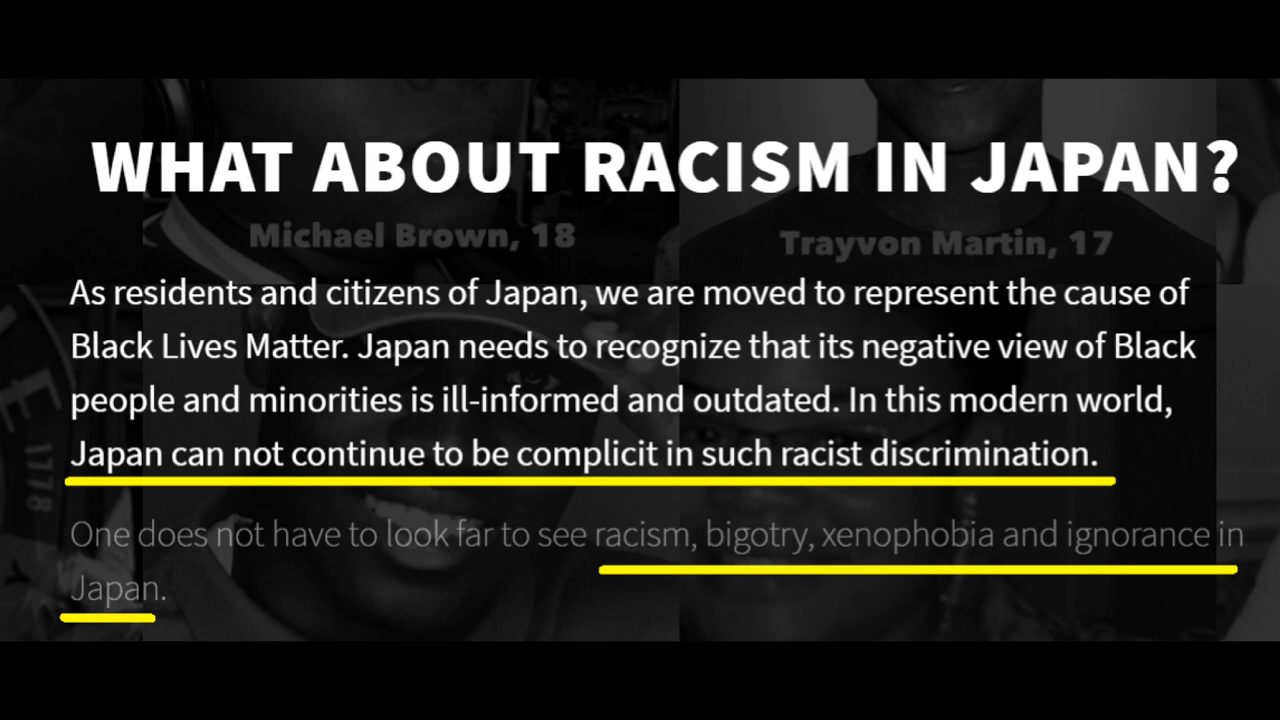 WHAT ABOUT RACISM IN JAPAN?
Michael Brown, 18
Trayvon Martin, 17
As residents and citizens of Japan, we are moved to represent the cause of
Black Lives Matter. Japan needs to recognize that its negative view of Black
people and minorities is ill-informed and outdated. In this modern world,
Japan can not continue to be complicit in such racist discrimination.
One does not have to look far to see racism, bigotry, xenophobia and ignorance in
Japan.
1778